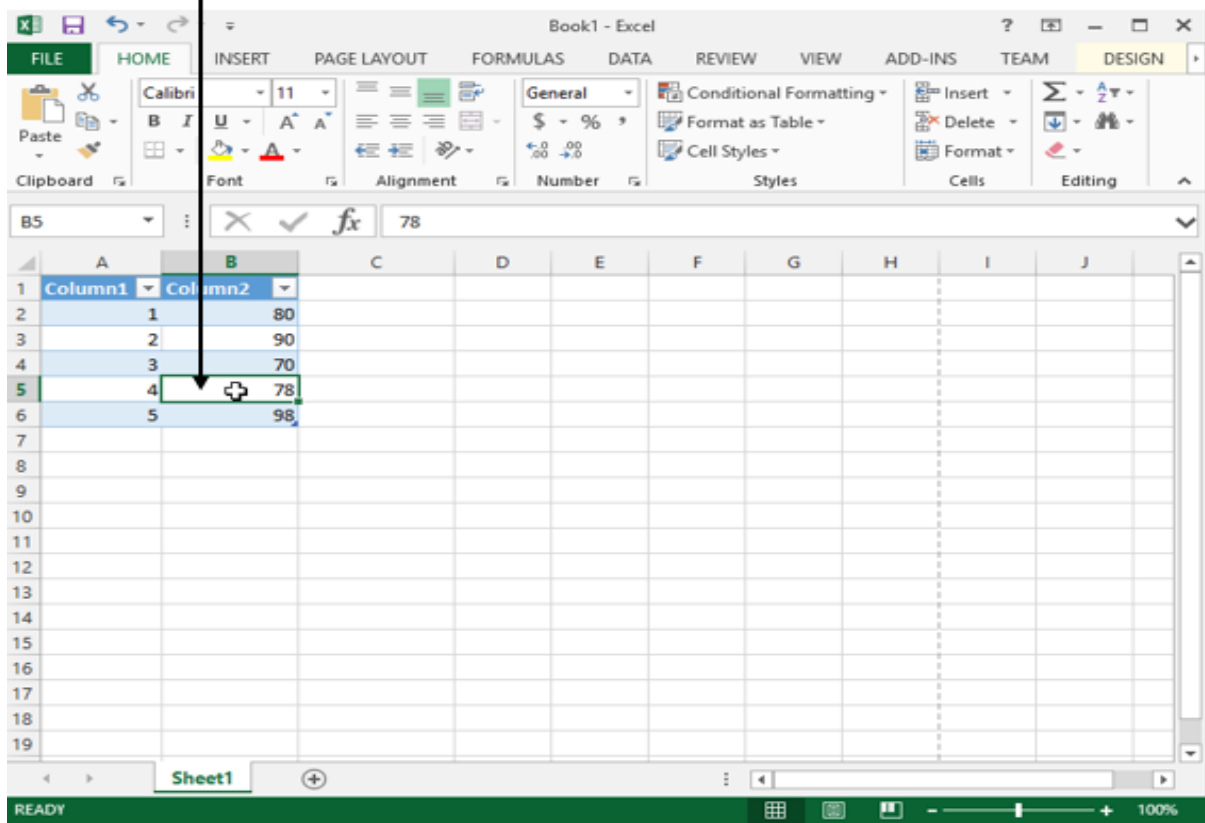 Book1 - Excel ?
FILE HOME INSERT PAGE LAYOUT FORMULAS DATA REVIEW VIEW ADD-INS TEAM DESIGN
Calibri 11 General Conditional Formatting Insert Σ
Paste B I U A A $ % , Format as Table Delete
A .00 .00 Cell Styles Format
Clipboard Font Alignment Number Styles Cells Editing
B5 fx 78
A B C D E F G H I J
1 Column1 Column2
2 1 80
3 2 90
4 3 70
5 4 78
6 5 98
7
8
9
10
11
12
13
14
15
16
17
18
19
Sheet1
READY 100%